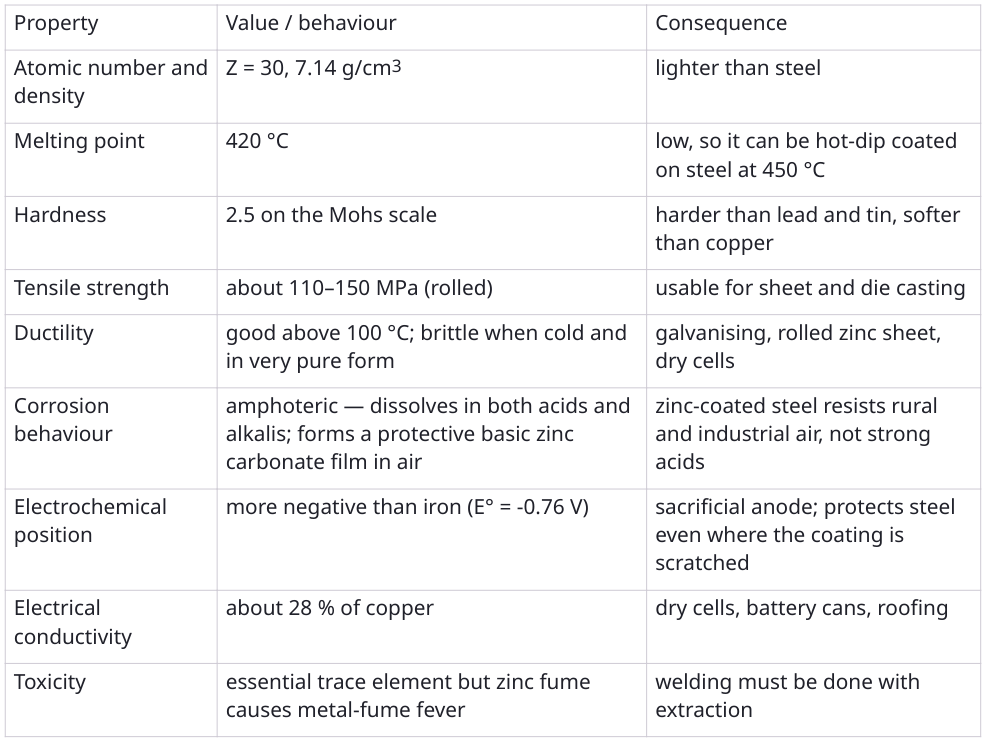 Property Value / behaviour Consequence
Atomic number and density Z = 30, 7.14 g/cm3 lighter than steel
Melting point 420 °C low, so it can be hot-dip coated on steel at 450 °C
Hardness 2.5 on the Mohs scale harder than lead and tin, softer than copper
Tensile strength about 110–150 MPa (rolled) usable for sheet and die casting
Ductility good above 100 °C; brittle when cold and in very pure form galvanising, rolled zinc sheet, dry cells
Corrosion behaviour amphoteric — dissolves in both acids and alkalis; forms a protective basic zinc carbonate film in air zinc-coated steel resists rural and industrial air, not strong acids
Electrochemical position more negative than iron (E° = -0.76 V) sacrificial anode; protects steel even where the coating is scratched
Electrical conductivity about 28 % of copper dry cells, battery cans, roofing
Toxicity essential trace element but zinc fume causes metal-fume fever welding must be done with extraction